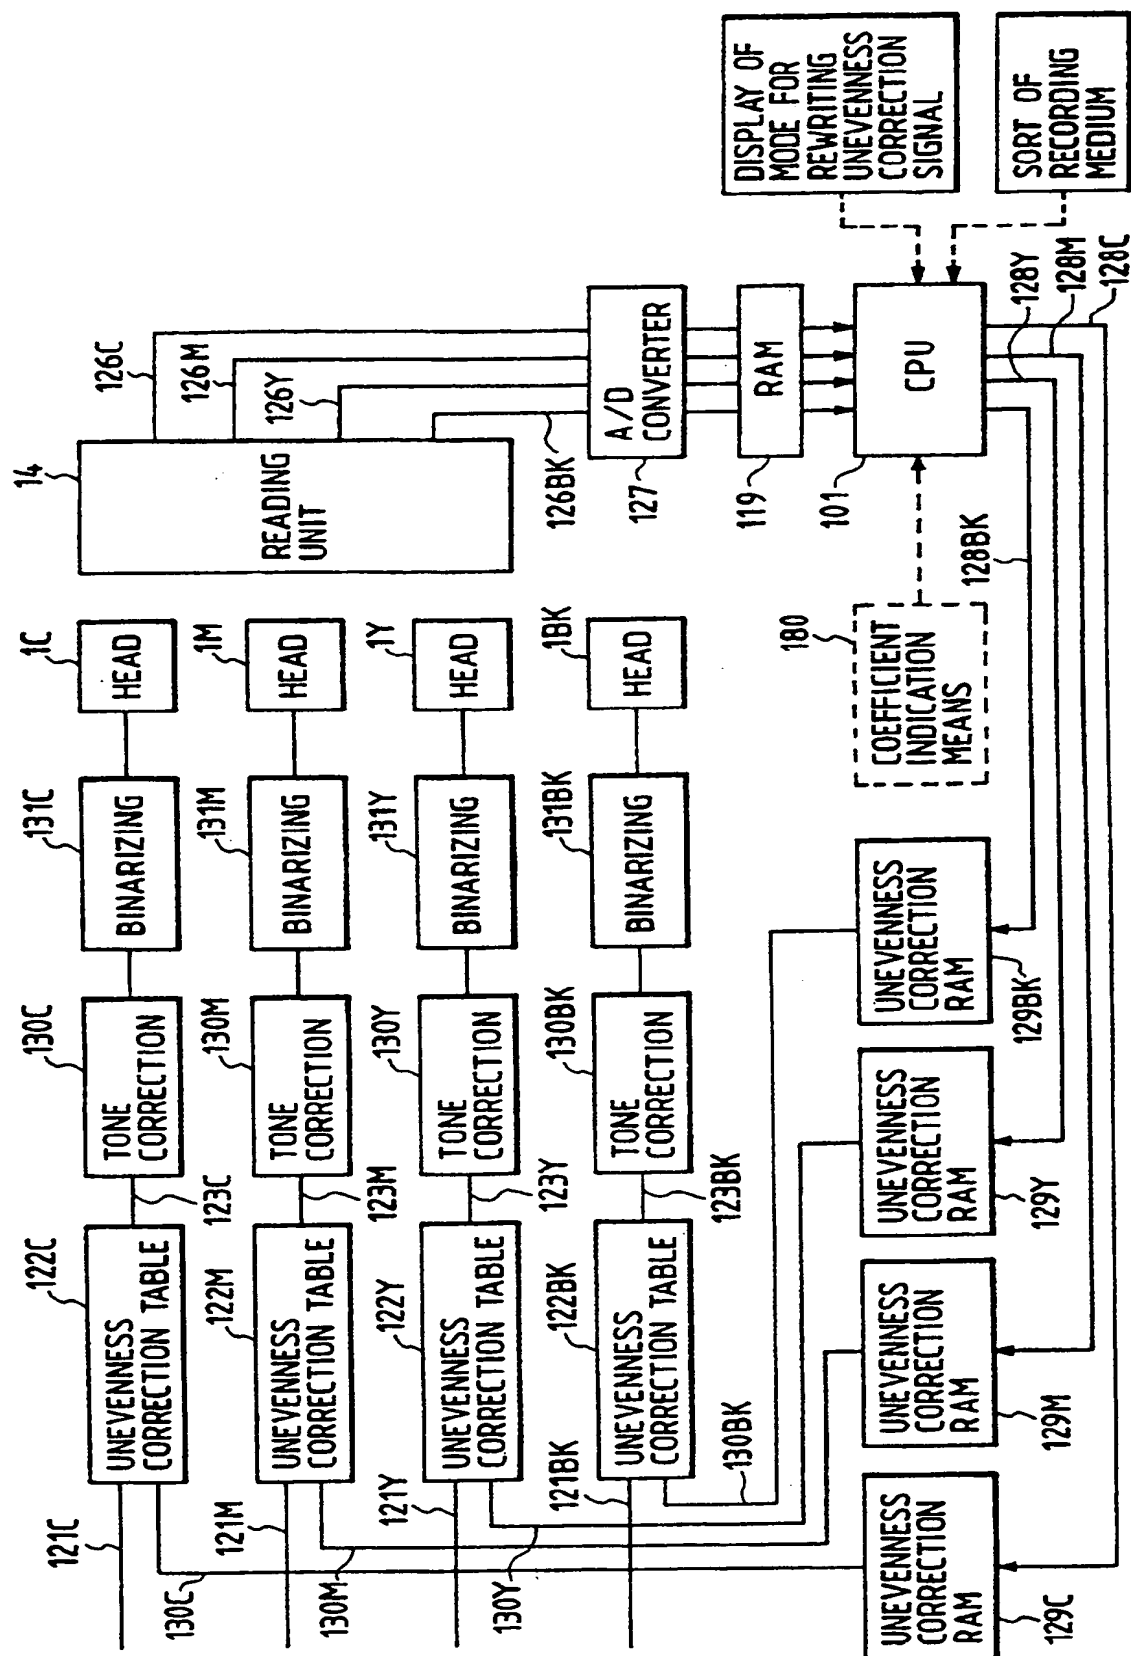 121C
122C
UNEVENNESS
CORRECTION TABLE
123C
130C
TONE
CORRECTION
131C
BINARIZING
1C
HEAD
130C
121M
122M
UNEVENNESS
CORRECTION TABLE
123M
130M
TONE
CORRECTION
131M
BINARIZING
1M
HEAD
130M
121Y
122Y
UNEVENNESS
CORRECTION TABLE
123Y
130Y
TONE
CORRECTION
131Y
BINARIZING
1Y
HEAD
130Y
121BK
122BK
UNEVENNESS
CORRECTION TABLE
123BK
130BK
TONE
CORRECTION
131BK
BINARIZING
1BK
HEAD
130BK
14
READING
UNIT
126C
126M
126Y
126BK
A/D
CONVERTER
127
RAM
119
CPU
101
180
COEFFICIENT
INDICATION
MEANS
DISPLAY OF
MODE FOR
REWRITING
UNEVENNESS
CORRECTION
SIGNAL
SORT OF
RECORDING
MEDIUM
128BK
128Y
128M
128C
UNEVENNESS
CORRECTION
RAM
129C
UNEVENNESS
CORRECTION
RAM
129M
UNEVENNESS
CORRECTION
RAM
129Y
UNEVENNESS
CORRECTION
RAM
129BK